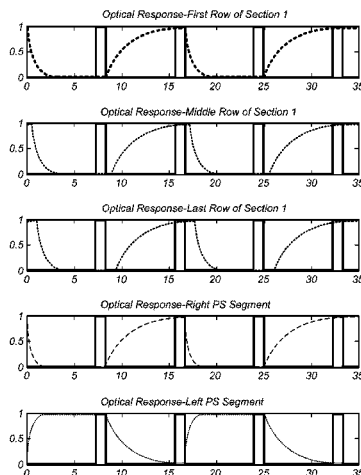 Optical Response-First Row of Section 1
1
0.5
0
0 5 10 15 20 25 30 35
Optical Response-Middle Row of Section 1
1
0.5
0
0 5 10 15 20 25 30 35
Optical Response-Last Row of Section 1
1
0.5
0
0 5 10 15 20 25 30 35
Optical Response-Right PS Segment
1
0.5
0
0 5 10 15 20 25 30 35
Optical Response-Left PS Segment
1
0.5
0
0 5 10 15 20 25 30 35